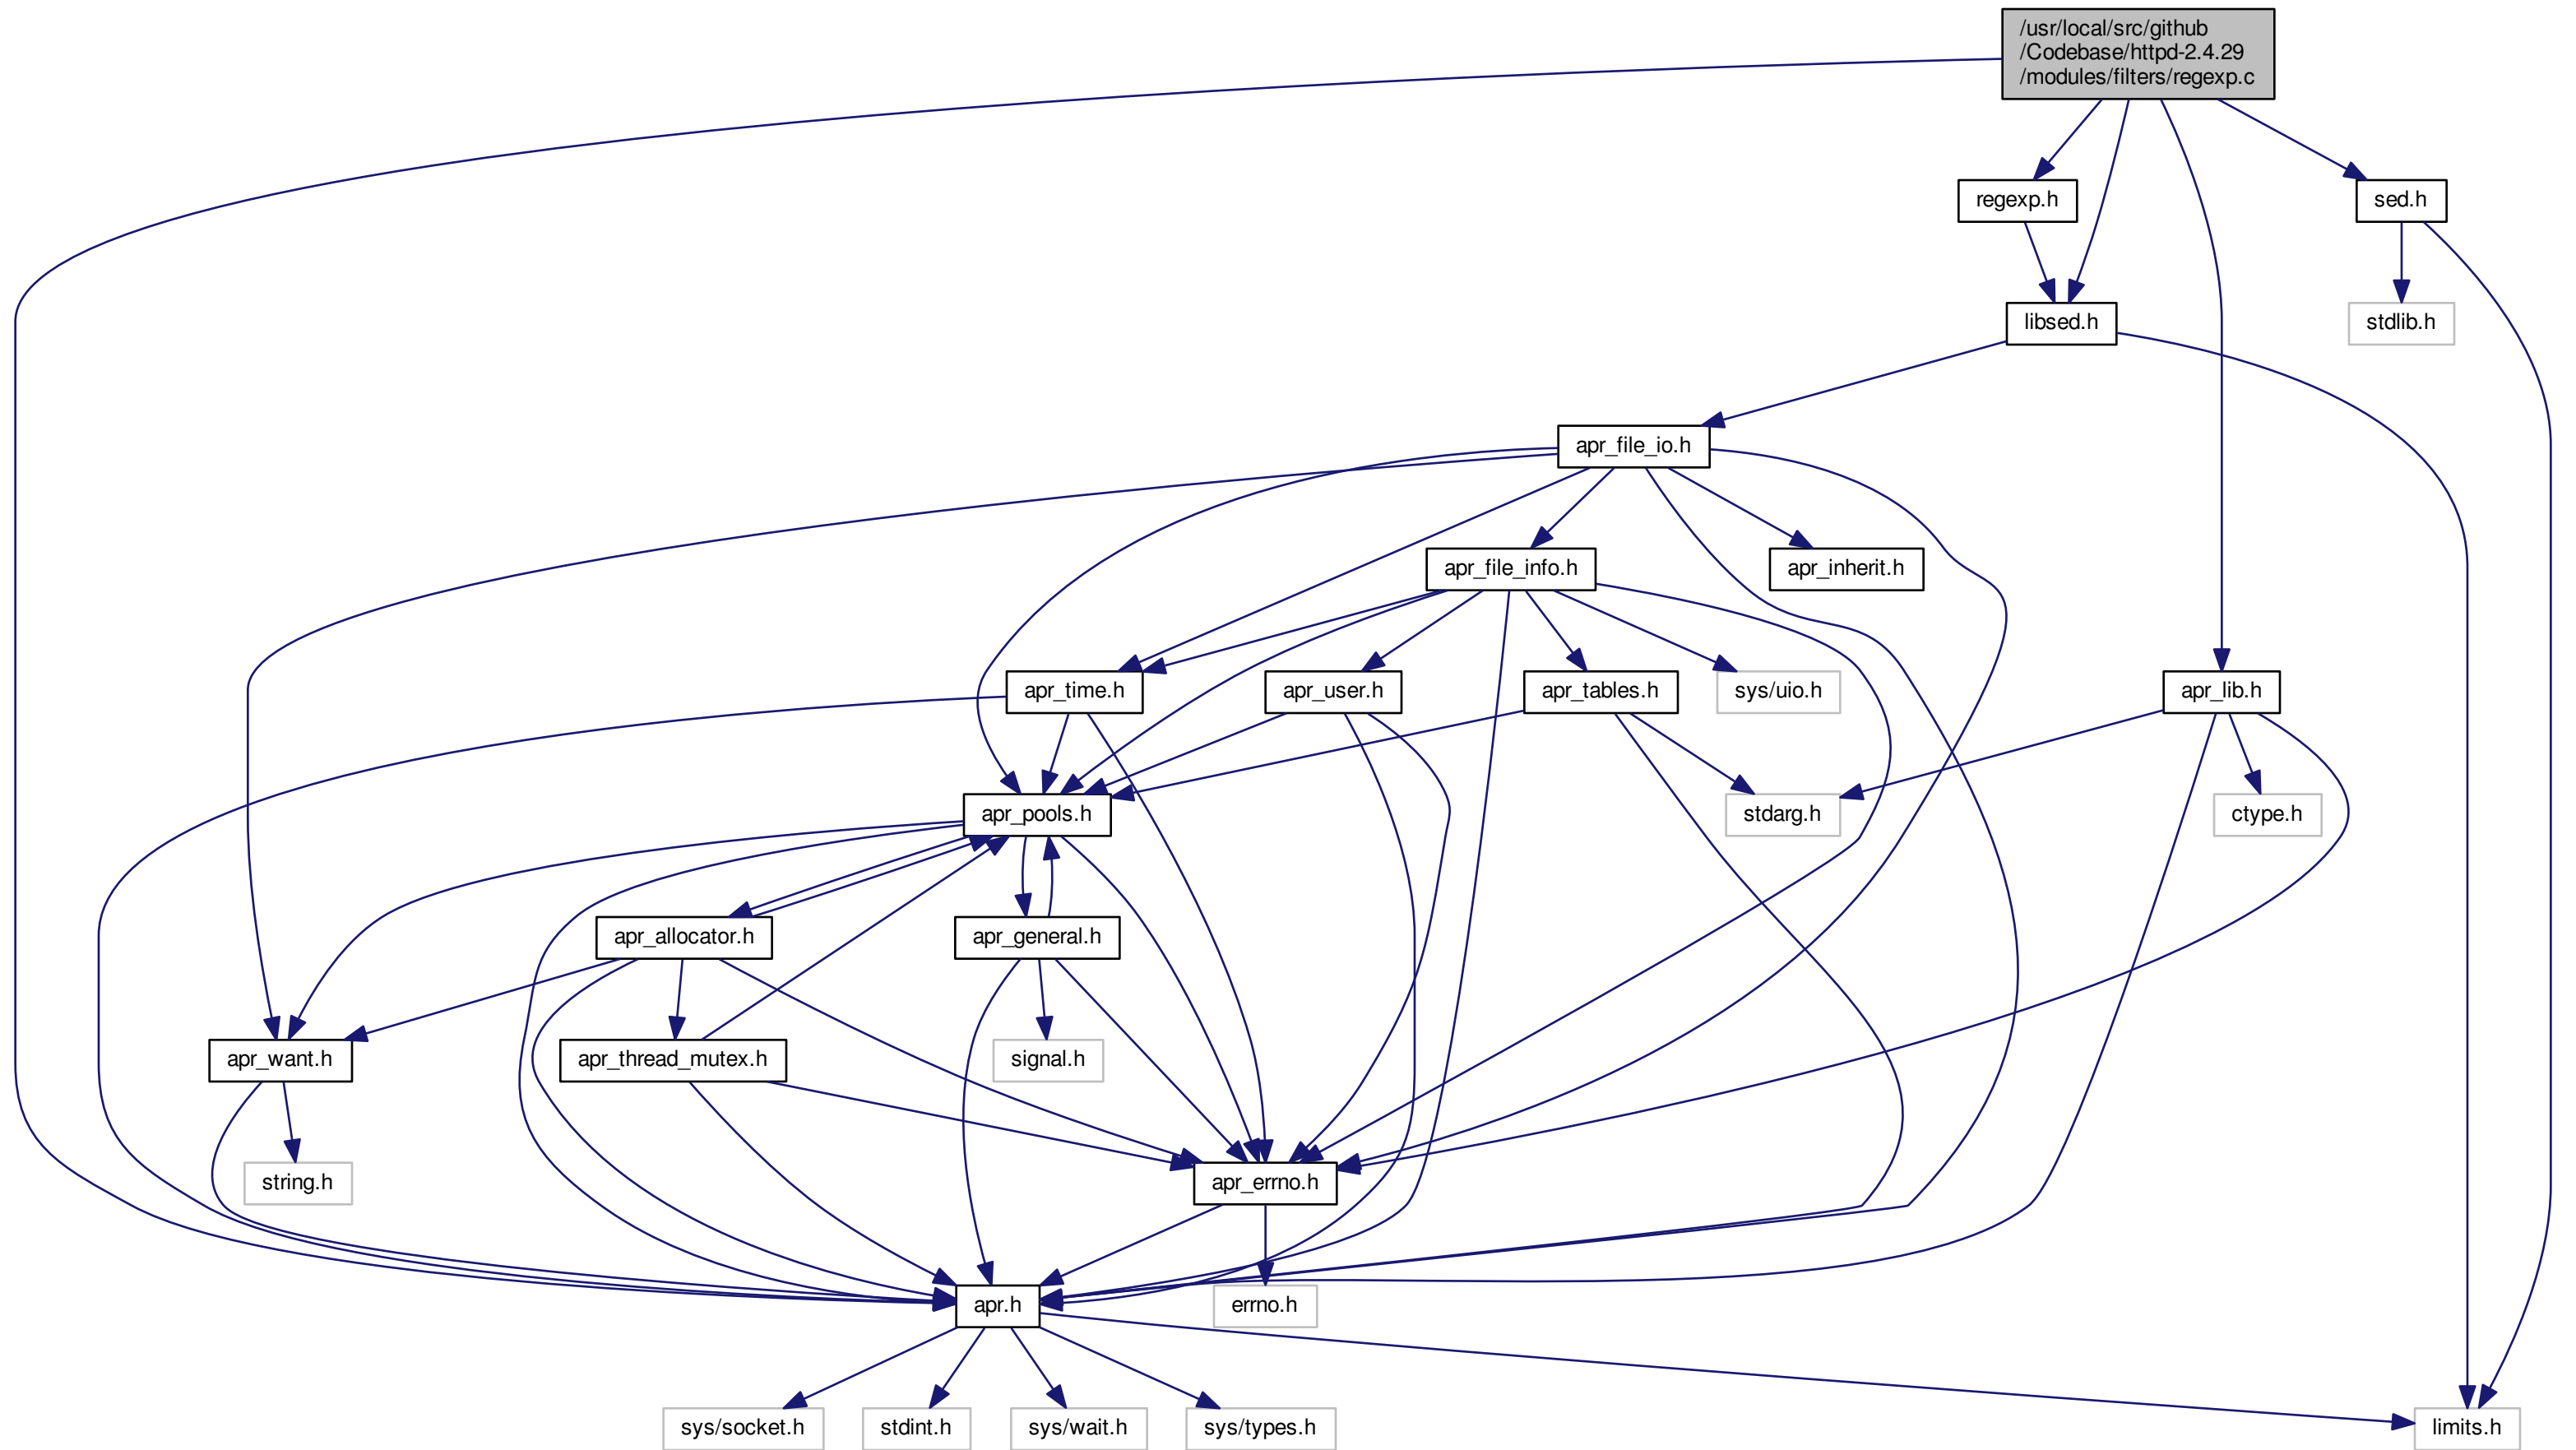 /usr/local/src/github
/Codebase/httpd-2.4.29
/modules/filters/regexp.c
regexp.h
sed.h
libsed.h
stdlib.h
apr_file_io.h
apr_file_info.h
apr_inherit.h
apr_time.h
apr_user.h
apr_tables.h
sys/uio.h
apr_lib.h
apr_pools.h
stdarg.h
ctype.h
apr_allocator.h
apr_general.h
apr_want.h
apr_thread_mutex.h
signal.h
string.h
apr_errno.h
apr.h
errno.h
sys/socket.h
stdint.h
sys/wait.h
sys/types.h
limits.h